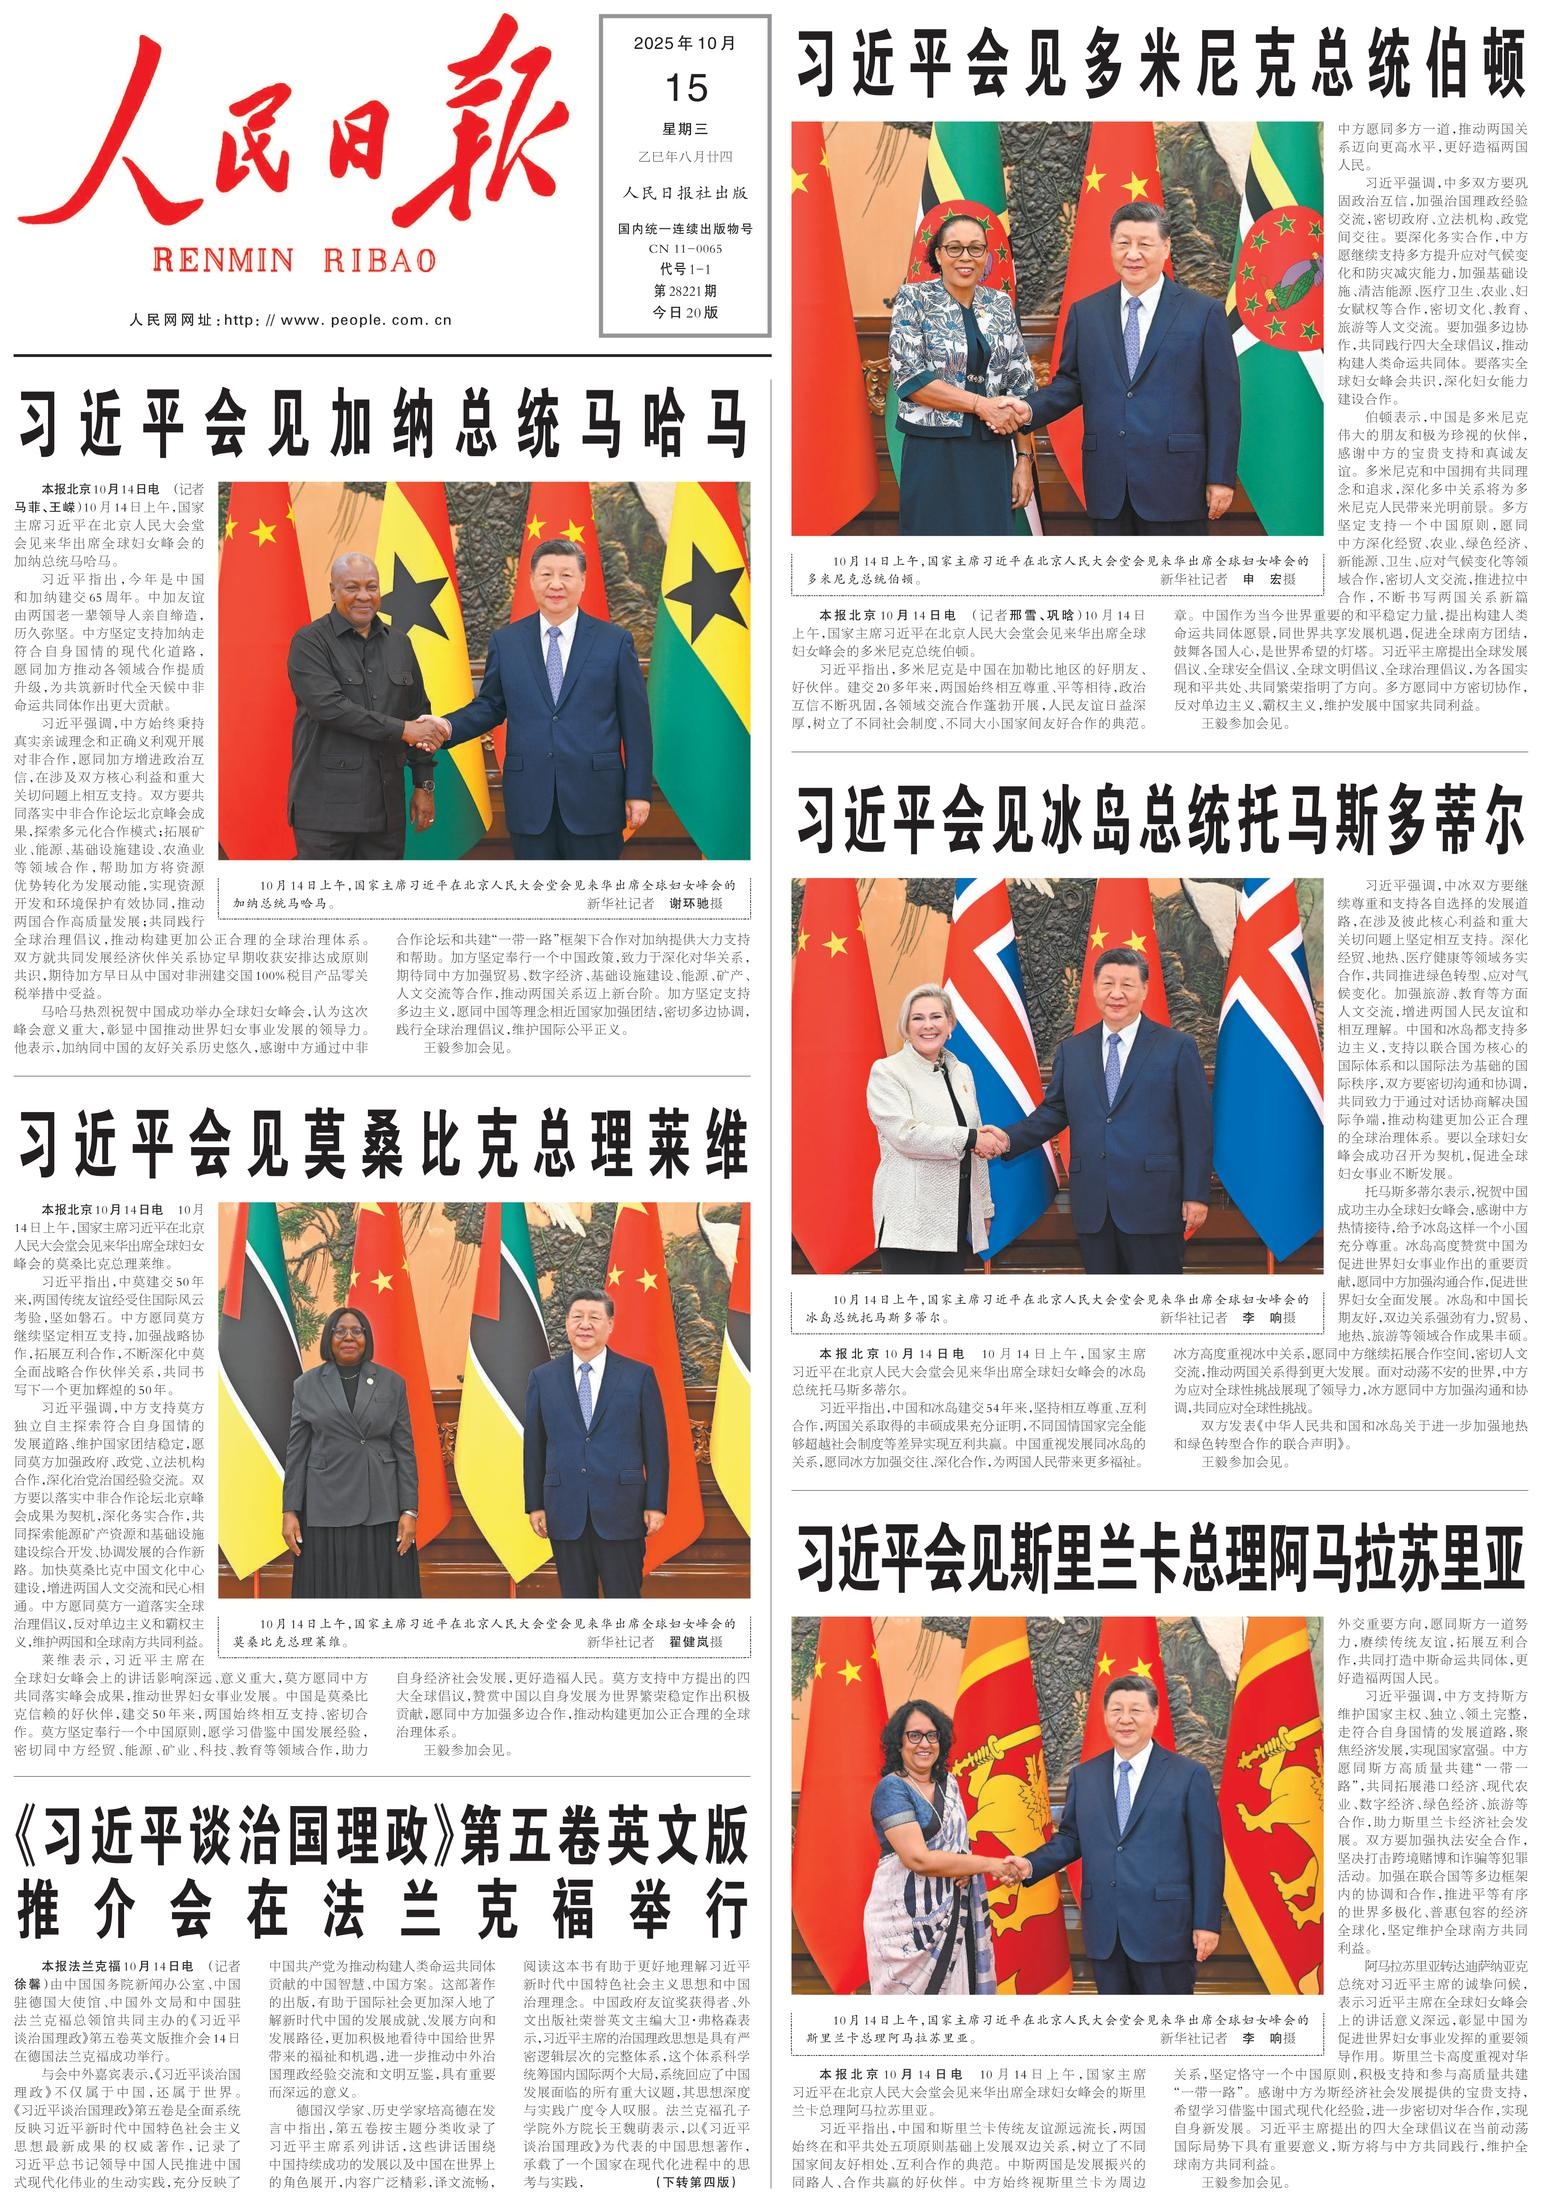 人民日报
RENMIN RIBAO
人民网网址:http://www.people.com.cn
2025年10月
15
星期三
乙巳年八月廿四
人民日报社出版
国内统一连续出版物号
CN 11-0065
代号1-1
第28221期
今日20版
习近平会见加纳总统马哈马
本报北京10月14日电 (记者
马菲、王嵘)10月14日上午,国家
主席习近平在北京人民大会堂
会见来华出席全球妇女峰会的
加纳总统马哈马。
习近平指出,今年是中国
和加纳建交65周年。中加友谊
由两国老一辈领导人亲自缔造,
历久弥坚。中方坚定支持加纳走
符合自身国情的现代化道路,
愿同加方推动各领域合作提质
升级,为共筑新时代全天候中非
命运共同体作出更大贡献。
习近平强调,中方始终秉持
真实亲诚理念和正确义利观开展
对非合作,愿同加方增进政治互
信,在涉及双方核心利益和重大
关切问题上相互支持。双方要共
同落实中非合作论坛北京峰会成
果,探索多元化合作模式;拓展矿
业、能源、基础设施建设、农渔业
等领域合作,帮助加方将资源
优势转化为发展动能,实现资源
开发和环境保护有效协同,推动
两国合作高质量发展;共同践行
全球治理倡议,推动构建更加公正合理的全球治理体系。
双方就共同发展经济伙伴关系协定早期收获安排达成原则
共识,期待加方早日从中国对非洲建交国100%税目产品零关
税举措中受益。
马哈马热烈祝贺中国成功举办全球妇女峰会,认为这次
峰会意义重大,彰显中国推动世界妇女事业发展的领导力。
他表示,加纳同中国的友好关系历史悠久,感谢中方通过中非
10月14日上午,国家主席习近平在北京人民大会堂会见来华出席全球妇女峰会的
加纳总统马哈马。 新华社记者 谢环驰摄
合作论坛和共建“一带一路”框架下合作对加纳提供大力支持
和帮助。加方坚定奉行一个中国政策,致力于深化对华关系,
期待同中方加强贸易、数字经济、基础设施建设、能源、矿产、
人文交流等合作,推动两国关系迈上新台阶。加方坚定支持
多边主义,愿同中国等理念相近国家加强团结,密切多边协调,
践行全球治理倡议,维护国际公平正义。
王毅参加会见。
习近平会见莫桑比克总理莱维
本报北京10月14日电 10月
14日上午,国家主席习近平在北京
人民大会堂会见来华出席全球妇女
峰会的莫桑比克总理莱维。
习近平指出,中莫建交50年
来,两国传统友谊经受住国际风云
考验,坚如磐石。中方愿同莫方
继续坚定相互支持,加强战略协
作,拓展互利合作,不断深化中莫
全面战略合作伙伴关系,共同书
写下一个更加辉煌的50年。
习近平强调,中方支持莫方
独立自主探索符合自身国情的
发展道路、维护国家团结稳定,愿
同莫方加强政府、政党、立法机构
合作,深化治党治国经验交流。双
方要以落实中非合作论坛北京峰
会成果为契机,深化务实合作,共
同探索能源矿产资源和基础设施
建设综合开发、协调发展的合作新
路。加快莫桑比克中国文化中心
建设,增进两国人文交流和民心相
通。中方愿同莫方一道落实全球
治理倡议,反对单边主义和霸权主
义,维护两国和全球南方共同利益。
莱维表示,习近平主席在
全球妇女峰会上的讲话影响深远、意义重大,莫方愿同中方
共同落实峰会成果,推动世界妇女事业发展。中国是莫桑比
克信赖的好伙伴,建交50年来,两国始终相互支持、密切合
作。莫方坚定奉行一个中国原则,愿学习借鉴中国发展经验,
密切同中方经贸、能源、矿业、科技、教育等领域合作,助力
10月14日上午,国家主席习近平在北京人民大会堂会见来华出席全球妇女峰会的
莫桑比克总理莱维。 新华社记者 翟健岚摄
自身经济社会发展,更好造福人民。莫方支持中方提出的四
大全球倡议,赞赏中国以自身发展为世界繁荣稳定作出积极
贡献,愿同中方加强多边合作,推动构建更加公正合理的全球
治理体系。
王毅参加会见。
《习近平谈治国理政》第五卷英文版
推介会在法兰克福举行
本报法兰克福10月14日电 (记者
徐馨)由中国国务院新闻办公室、中国
驻德国大使馆、中国外文局和中国驻
法兰克福总领馆共同主办的《习近平
谈治国理政》第五卷英文版推介会14日
在德国法兰克福成功举行。
与会中外嘉宾表示,《习近平谈治国
理政》不仅属于中国,还属于世界。
《习近平谈治国理政》第五卷是全面系统
反映习近平新时代中国特色社会主义
思想最新成果的权威著作,记录了
习近平总书记领导中国人民推进中国
式现代化伟业的生动实践,充分反映了
中国共产党为推动构建人类命运共同体
贡献的中国智慧、中国方案。这部著作
的出版,有助于国际社会更加深入地了
解新时代中国的发展成就、发展方向和
发展路径,更加积极地看待中国给世界
带来的福祉和机遇,进一步推动中外治
国理政经验交流和文明互鉴,具有重要
而深远的意义。
德国汉学家、历史学家培高德在发
言中指出,第五卷按主题分类收录了
习近平主席系列讲话,这些讲话围绕
中国持续成功的发展以及中国在世界上
的角色展开,内容广泛精彩,译文流畅,
阅读这本书有助于更好地理解习近平
新时代中国特色社会主义思想和中国
治理理念。中国政府友谊奖获得者、外
文出版社荣誉英文主编大卫·弗格森表
示,习近平主席的治国理政思想是具有严
密逻辑层次的完整体系,这个体系科学
统筹国内国际两个大局,系统回应了中国
发展面临的所有重大议题,其思想深度
与实践广度令人叹服。法兰克福孔子
学院外方院长王魏萌表示,以《习近平
谈治国理政》为代表的中国思想著作,
承载了一个国家在现代化进程中的思
考与实践, (下转第四版)
习近平会见多米尼克总统伯顿
10月14日上午,国家主席习近平在北京人民大会堂会见来华出席全球妇女峰会的
多米尼克总统伯顿。 新华社记者 申宏摄
本报北京10月14日电 (记者邢雪、巩晗)10月14日
上午,国家主席习近平在北京人民大会堂会见来华出席全球
妇女峰会的多米尼克总统伯顿。
习近平指出,多米尼克是中国在加勒比地区的好朋友、
好伙伴。建交20多年来,两国始终相互尊重、平等相待,政治
互信不断巩固,各领域交流合作蓬勃开展,人民友谊日益深
厚,树立了不同社会制度、不同大小国家间友好合作的典范。
中方愿同多方一道,推动两国关
系迈向更高水平,更好造福两国
人民。
习近平强调,中多双方要巩
固政治互信,加强治国理政经验
交流,密切政府、立法机构、政党
间交往。要深化务实合作,中方
愿继续支持多方提升应对气候变
化和防灾减灾能力,加强基础设
施、清洁能源、医疗卫生、农业、妇
女赋权等合作,密切文化、教育、
旅游等人文交流。要加强多边协
作,共同践行四大全球倡议,推动
构建人类命运共同体。要落实全
球妇女峰会共识,深化妇女能力
建设合作。
伯顿表示,中国是多米尼克
伟大的朋友和极为珍视的伙伴,
感谢中方的宝贵支持和真诚友
谊。多米尼克和中国拥有共同理
念和追求,深化多中关系将为多
米尼克人民带来光明前景。多方
坚定支持一个中国原则,愿同
中方深化经贸、农业、绿色经济、
新能源、卫生、应对气候变化等领
域合作,密切人文交流,推进拉中
合作,不断书写两国关系新篇
章。中国作为当今世界重要的和平稳定力量,提出构建人类
命运共同体愿景,同世界共享发展机遇,促进全球南方团结,
鼓舞各国人心,是世界希望的灯塔。习近平主席提出全球发展
倡议、全球安全倡议、全球文明倡议、全球治理倡议,为各国实
现和平共处、共同繁荣指明了方向。多方愿同中方密切协作,
反对单边主义、霸权主义,维护发展中国家共同利益。
王毅参加会见。
习近平会见冰岛总统托马斯多蒂尔
10月14日上午,国家主席习近平在北京人民大会堂会见来华出席全球妇女峰会的
冰岛总统托马斯多蒂尔。 新华社记者 李响摄
本报北京10月14日电 10月14日上午,国家主席
习近平在北京人民大会堂会见来华出席全球妇女峰会的冰岛
总统托马斯多蒂尔。
习近平指出,中国和冰岛建交54年来,坚持相互尊重、互利
合作,两国关系取得的丰硕成果充分证明,不同国情国家完全能
够超越社会制度等差异实现互利共赢。中国重视发展同冰岛的
关系,愿同冰方加强交往、深化合作,为两国人民带来更多福祉。
习近平强调,中冰双方要继
续尊重和支持各自选择的发展道
路,在涉及彼此核心利益和重大
关切问题上坚定相互支持。深化
经贸、地热、医疗健康等领域务实
合作,共同推进绿色转型、应对气
候变化。加强旅游、教育等方面
人文交流,增进两国人民友谊和
相互理解。中国和冰岛都支持多
边主义,支持以联合国为核心的
国际体系和以国际法为基础的国
际秩序,双方要密切沟通和协调,
共同致力于通过对话协商解决国
际争端,推动构建更加公正合理
的全球治理体系。要以全球妇女
峰会成功召开为契机,促进全球
妇女事业不断发展。
托马斯多蒂尔表示,祝贺中国
成功主办全球妇女峰会,感谢中方
热情接待,给予冰岛这样一个小国
充分尊重。冰岛高度赞赏中国为
促进世界妇女事业作出的重要贡
献,愿同中方加强沟通合作,促进世
界妇女全面发展。冰岛和中国长
期友好,双边关系强劲有力,贸易、
地热、旅游等领域合作成果丰硕。
冰方高度重视冰中关系,愿同中方继续拓展合作空间,密切人文
交流,推动两国关系得到更大发展。面对动荡不安的世界,中方
为应对全球性挑战展现了领导力,冰方愿同中方加强沟通和协
调,共同应对全球性挑战。
双方发表《中华人民共和国和冰岛关于进一步加强地热
和绿色转型合作的联合声明》。
王毅参加会见。
习近平会见斯里兰卡总理阿马拉苏里亚
10月14日上午,国家主席习近平在北京人民大会堂会见来华出席全球妇女峰会的
斯里兰卡总理阿马拉苏里亚。 新华社记者 李响摄
本报北京10月14日电 10月14日上午,国家主席
习近平在北京人民大会堂会见来华出席全球妇女峰会的斯里
兰卡总理阿马拉苏里亚。
习近平指出,中国和斯里兰卡传统友谊源远流长,两国
始终在和平共处五项原则基础上发展双边关系,树立了不同
国家间友好相处、互利合作的典范。中斯两国是发展振兴的
同路人、合作共赢的好伙伴。中方始终视斯里兰卡为周边
外交重要方向,愿同斯方一道努
力,赓续传统友谊,拓展互利合
作,共同打造中斯命运共同体,更
好造福两国人民。
习近平强调,中方支持斯方
维护国家主权、独立、领土完整,
走符合自身国情的发展道路,聚
焦经济发展,实现国家富强。中方
愿同斯方高质量共建“一带一
路”,共同拓展港口经济、现代农
业、数字经济、绿色经济、旅游等
合作,助力斯里兰卡经济社会发
展。双方要加强执法安全合作,
坚决打击跨境赌博和诈骗等犯罪
活动。加强在联合国等多边框架
内的协调和合作,推进平等有序
的世界多极化、普惠包容的经济
全球化,坚定维护全球南方共同
利益。
阿马拉苏里亚转达迪萨纳亚克
总统对习近平主席的诚挚问候,
表示习近平主席在全球妇女峰会
上的讲话意义深远,彰显中国为
促进世界妇女事业发挥的重要领
导作用。斯里兰卡高度重视对华
关系,坚定恪守一个中国原则,积极支持和参与高质量共建
“一带一路”。感谢中方为斯经济社会发展提供的宝贵支持,
希望学习借鉴中国式现代化经验,进一步密切对华合作,实现
自身新发展。习近平主席提出的四大全球倡议在当前动荡
国际局势下具有重要意义,斯方将与中方共同践行,维护全
球南方共同利益。
王毅参加会见。